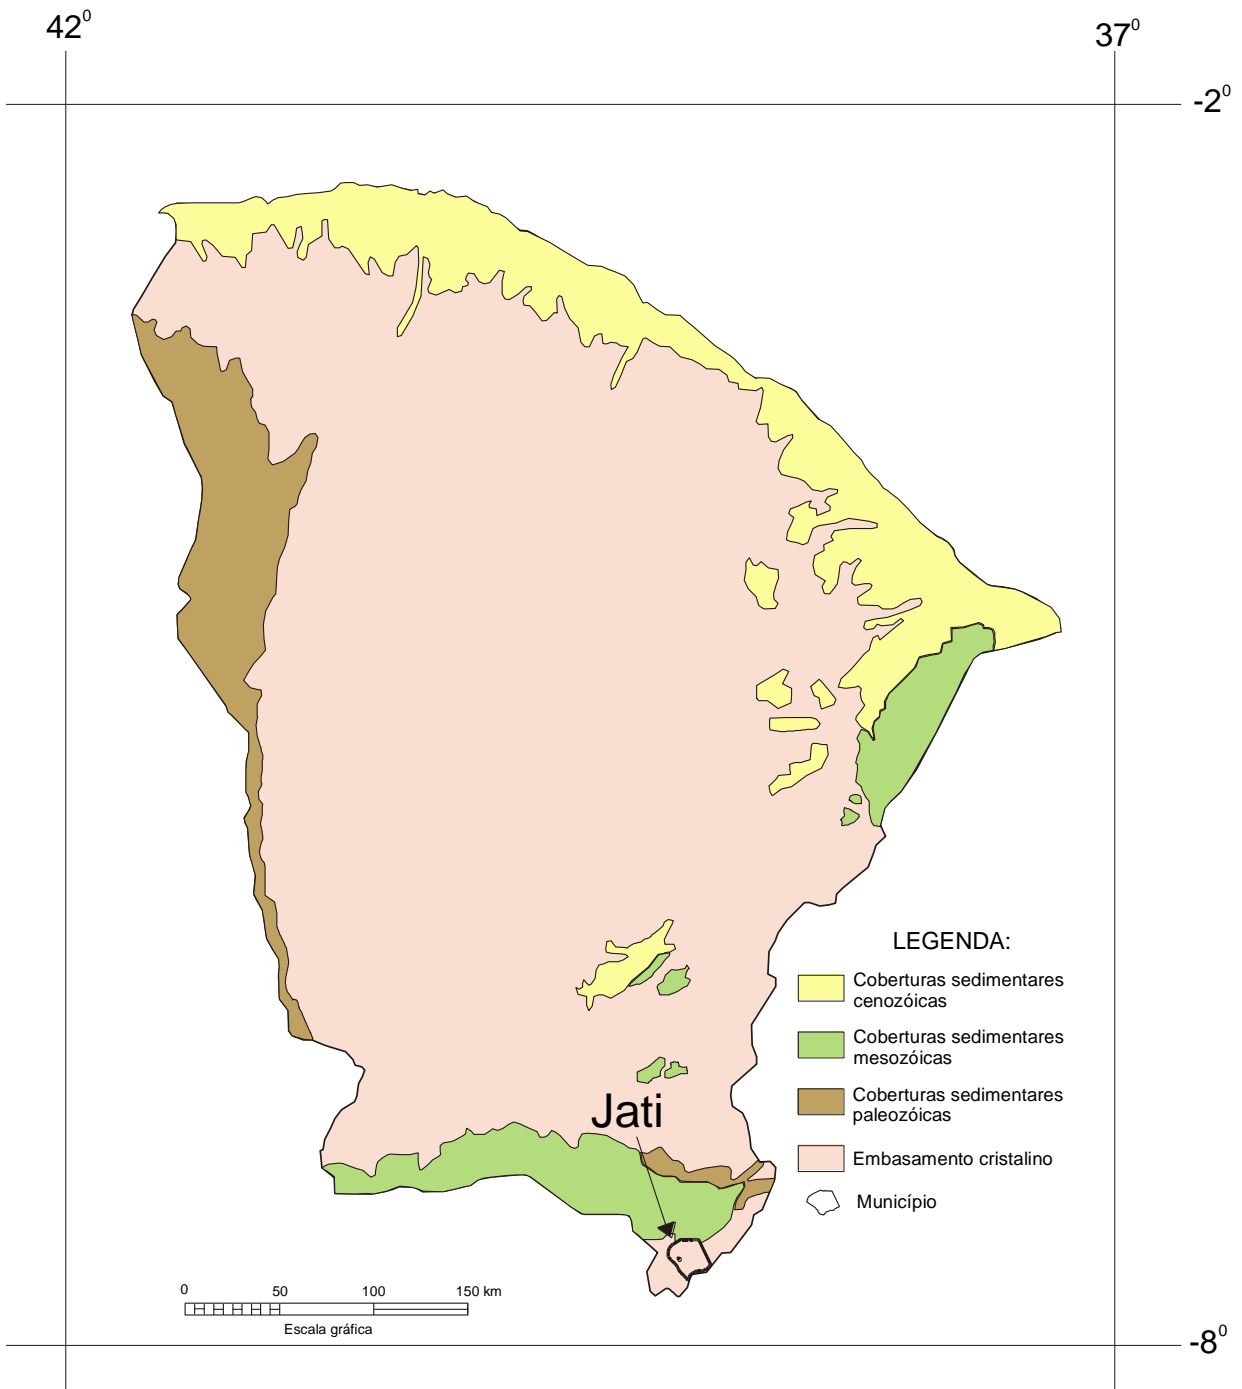 42⁰
37⁰
-2⁰
LEGENDA:
Coberturas sedimentares
cenozóicas
Coberturas sedimentares
mesozóicas
Coberturas sedimentares
paleozóicas
Embasamento cristalino
Município
Jati
0 50 100 150 km
Escala gráfica
-8⁰